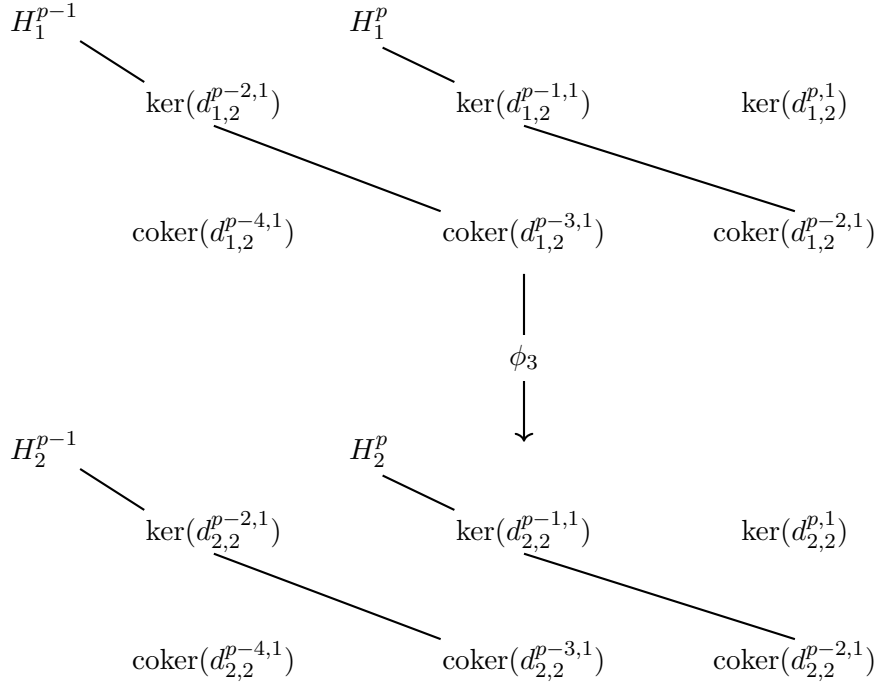 H_1^{p-1} H_1^p
ker(d_{1,2}^{p-2,1}) ker(d_{1,2}^{p-1,1}) ker(d_{1,2}^{p,1})
coker(d_{1,2}^{p-4,1}) coker(d_{1,2}^{p-3,1}) coker(d_{1,2}^{p-2,1})
ϕ_3
H_2^{p-1} H_2^p
ker(d_{2,2}^{p-2,1}) ker(d_{2,2}^{p-1,1}) ker(d_{2,2}^{p,1})
coker(d_{2,2}^{p-4,1}) coker(d_{2,2}^{p-3,1}) coker(d_{2,2}^{p-2,1})